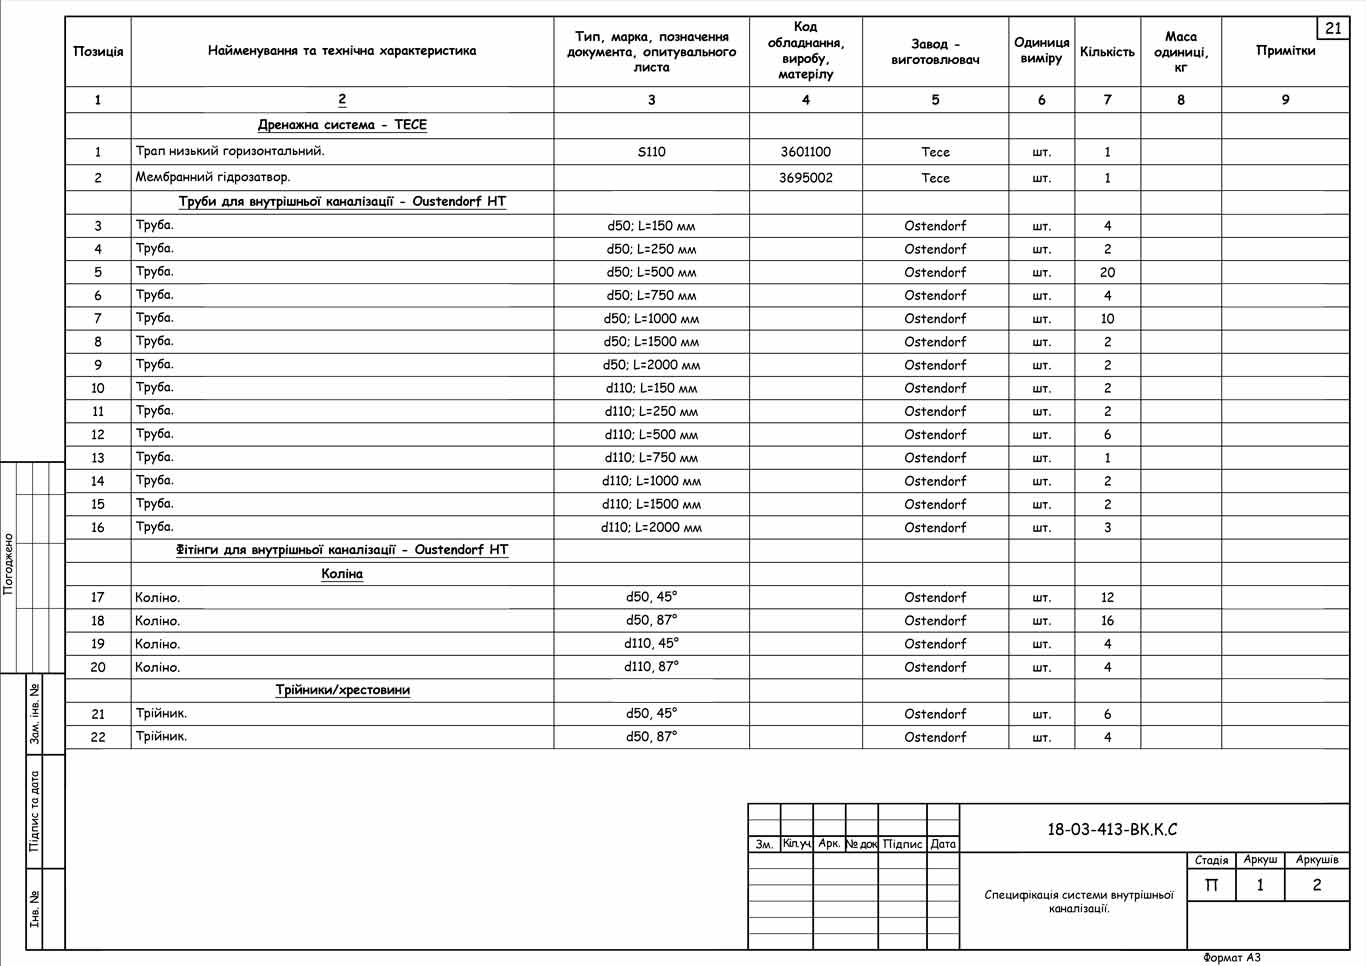 21
Позиція Найменування та технічна характеристика Тип, марка, позначення документа, опитувального листа Код обладнання, виробу, матерілу Завод - виготовлювач Одиниця виміру Кількість Маса одиниці, кг Примітки
1 2 3 4 5 6 7 8 9
Дренажна система - TECE
1 Трап низький горизонтальний. S110 3601100 Тесе шт. 1
2 Мембранний гідрозатвор. 3695002 Тесе шт. 1
Труби для внутрішньої каналізації - Oustendorf HT
3 Труба. d50; L=150 мм Ostendorf шт. 4
4 Труба. d50; L=250 мм Ostendorf шт. 2
5 Труба. d50; L=500 мм Ostendorf шт. 20
6 Труба. d50; L=750 мм Ostendorf шт. 4
7 Труба. d50; L=1000 мм Ostendorf шт. 10
8 Труба. d50; L=1500 мм Ostendorf шт. 2
9 Труба. d50; L=2000 мм Ostendorf шт. 2
10 Труба. d110; L=150 мм Ostendorf шт. 2
11 Труба. d110; L=250 мм Ostendorf шт. 2
12 Труба. d110; L=500 мм Ostendorf шт. 6
13 Труба. d110; L=750 мм Ostendorf шт. 1
14 Труба. d110; L=1000 мм Ostendorf шт. 2
15 Труба. d110; L=1500 мм Ostendorf шт. 2
16 Труба. d110; L=2000 мм Ostendorf шт. 3
Фітінги для внутрішньої каналізації - Oustendorf HT
Коліна
17 Коліно. d50, 45° Ostendorf шт. 12
18 Коліно. d50, 87° Ostendorf шт. 16
19 Коліно. d110, 45° Ostendorf шт. 4
20 Коліно. d110, 87° Ostendorf шт. 4
Трійники/хрестовини
21 Трійник. d50, 45° Ostendorf шт. 6
22 Трійник. d50, 87° Ostendorf шт. 4
Погоджено
Зам. інв. №
Підпис та дата
Інв. №
18-03-413-ВК.К.С
Зм. Кіл.уч. Арк. № док Підпис Дата
Специфікація системи внутрішньої
каналізації.
Стадія Аркуш Аркушів
П 1 2
Формат А3